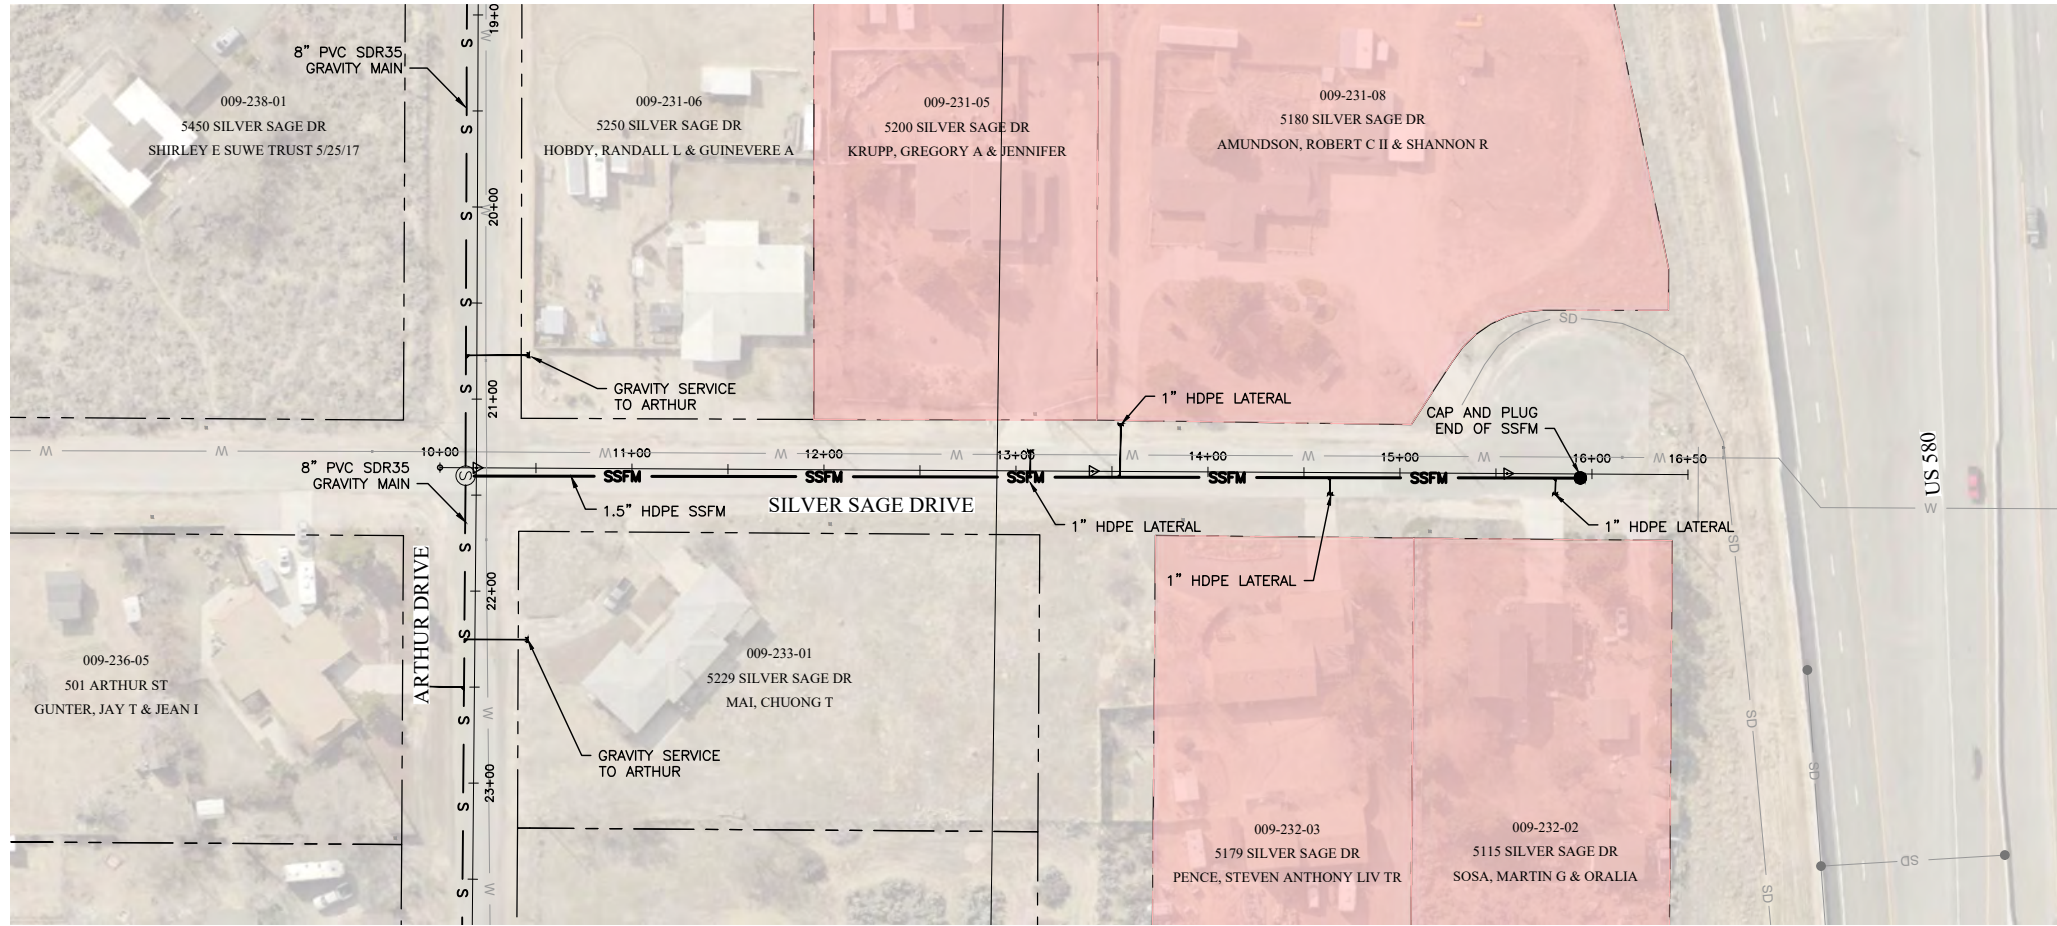 8” PVC SDR35
GRAVITY MAIN
009-238-01
5450 SILVER SAGE DR
SHIRLEY E SUWE TRUST 5/25/17
009-231-06
5250 SILVER SAGE DR
HOBDY, RANDALL L & GUINEVERE A
009-231-05
5200 SILVER SAGE DR
KRUPP, GREGORY A & JENNIFER
009-231-08
5180 SILVER SAGE DR
AMUNDSON, ROBERT C II & SHANNON R
S
S
S
S
S
W
W
20+00
21+00
SD
GRAVITY SERVICE
TO ARTHUR
1” HDPE LATERAL
CAP AND PLUG
END OF SSFM
US 580
W
W
10+00
W
11+00
W
12+00
W
13+00
W
14+00
W
15+00
W
16+00
W
16+50
8” PVC SDR35
GRAVITY MAIN
S
SSFM
SSFM
SSFM
SSFM
SSFM
1.5” HDPE SSFM
SILVER SAGE DRIVE
1” HDPE LATERAL
1” HDPE LATERAL
W
1” HDPE LATERAL
ARTHUR DRIVE
S
S
S
S
S
22+00
23+00
W
W
SD
SD
SD
SD
SD
009-236-05
501 ARTHUR ST
GUNTER, JAY T & JEAN I
009-233-01
5229 SILVER SAGE DR
MAI, CHUONG T
GRAVITY SERVICE
TO ARTHUR
009-232-03
5179 SILVER SAGE DR
PENCE, STEVEN ANTHONY LIV TR
009-232-02
5115 SILVER SAGE DR
SOSA, MARTIN G & ORALIA